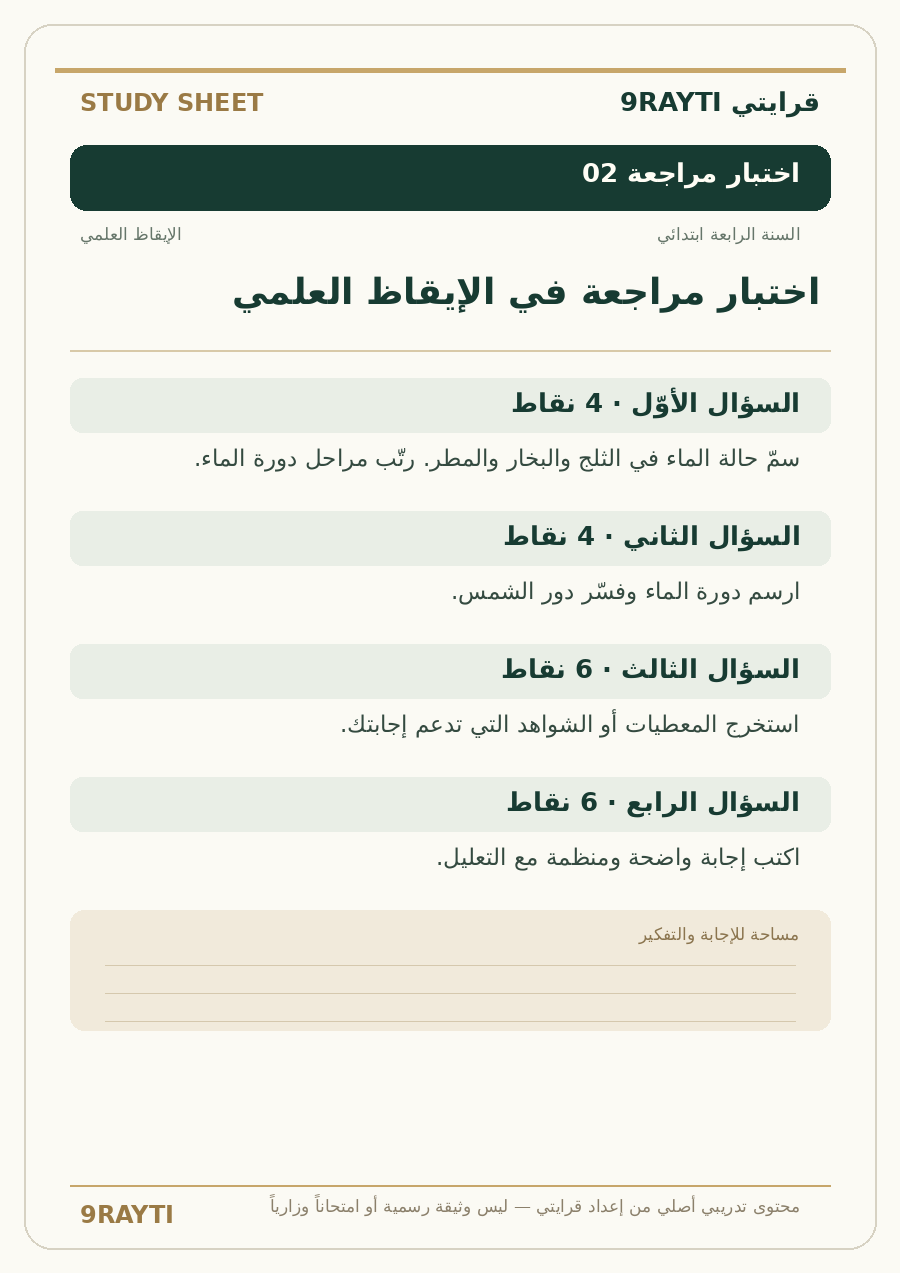 قرايتي 9RAYTI
STUDY SHEET
اختبار مراجعة 02
السنة الرابعة ابتدائي
الإيقاظ العلمي
اختبار مراجعة في الإيقاظ العلمي
السؤال الأوّل · 4 نقاط
سمّ حالة الماء في الثلج والبخار والمطر. رتّب مراحل دورة الماء.
السؤال الثاني · 4 نقاط
ارسم دورة الماء وفسّر دور الشمس.
السؤال الثالث · 6 نقاط
استخرج المعطيات أو الشواهد التي تدعم إجابتك.
السؤال الرابع · 6 نقاط
اكتب إجابة واضحة ومنظمة مع التعليل.
مساحة للإجابة والتفكير
محتوى تدريبي أصلي من إعداد قرايتي — ليس وثيقة رسمية أو امتحاناً وزارياً
9RAYTI